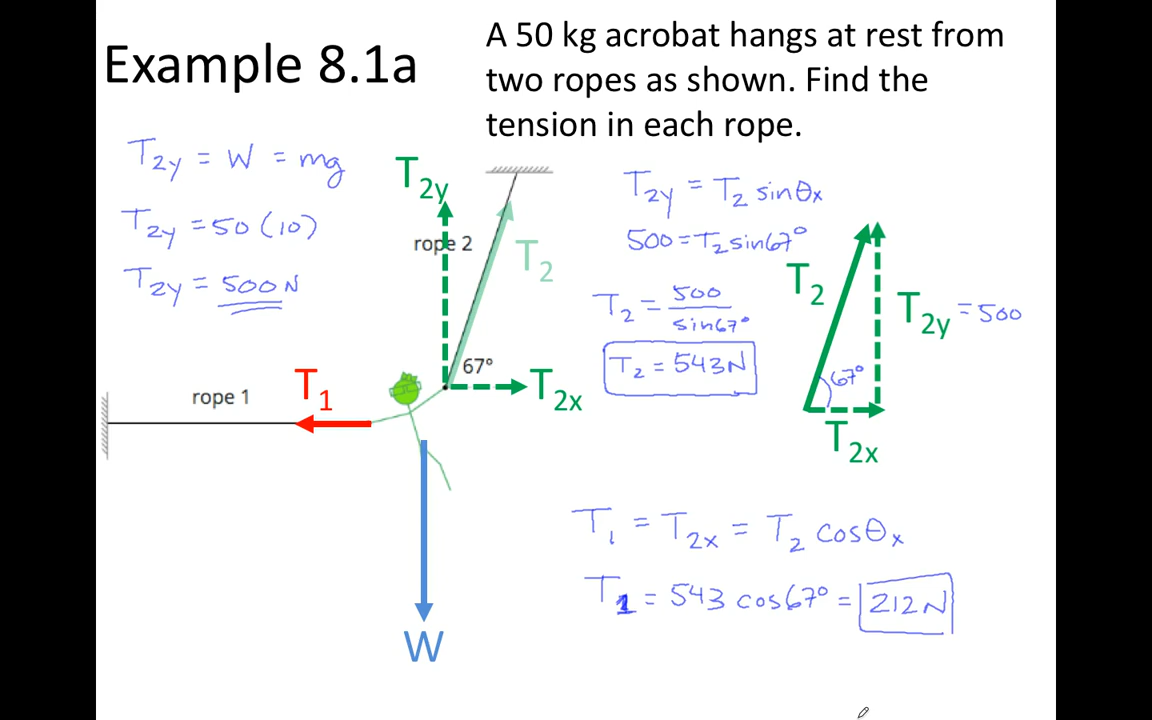 Example 8.1a
A 50 kg acrobat hangs at rest from
two ropes as shown. Find the
tension in each rope.
T2y = W = mg
T2y = 50 (10)
T2y = 500 N
T2y
rope 2
T2
67°
T2x
rope 1
T1
W
T2y = T2 sinθx
500 = T2 sin67°
T2 = 500 / sin67°
T2 = 543N
T2
T2y = 500
67°
T2x
T1 = T2x = T2 cosθx
T1 = 543 cos67° = 212N